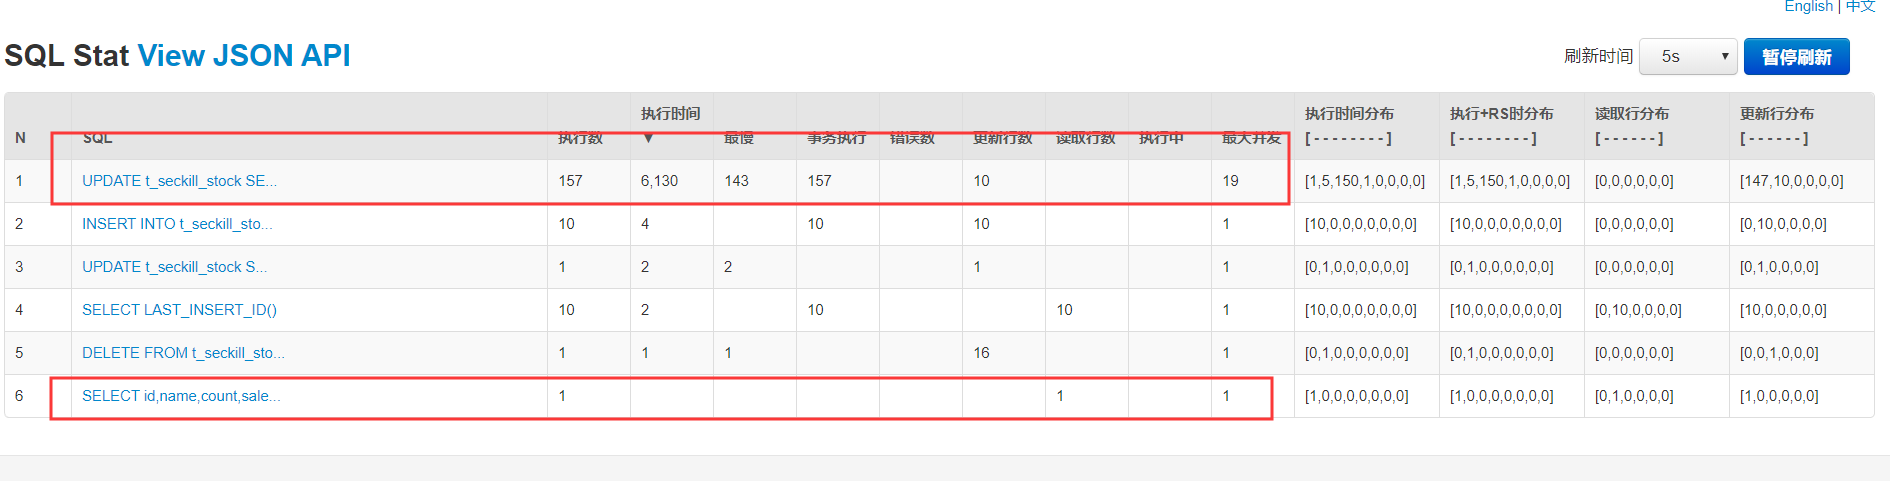 English | 中文
SQL Stat View JSON API
刷新时间 5s ▼ 暂停刷新
N SQL 执行数 执行时间 ▼ 最慢 事务执行 错误数 更新行数 读取行数 执行中 最大并发 执行时间分布 [ - - - - - - - - ] 执行+RS时分布 [ - - - - - - - - ] 读取行分布 [ - - - - - - ] 更新行分布 [ - - - - - - ]
1 UPDATE t_seckill_stock SE... 157 6,130 143 157 10 19 [1,5,150,1,0,0,0,0] [1,5,150,1,0,0,0,0] [0,0,0,0,0,0] [147,10,0,0,0,0]
2 INSERT INTO t_seckill_sto... 10 4 10 10 1 [10,0,0,0,0,0,0,0] [10,0,0,0,0,0,0,0] [0,0,0,0,0,0] [0,10,0,0,0,0]
3 UPDATE t_seckill_stock S... 1 2 2 1 1 [0,1,0,0,0,0,0,0] [0,1,0,0,0,0,0,0] [0,0,0,0,0,0] [0,1,0,0,0,0]
4 SELECT LAST_INSERT_ID() 10 2 10 10 1 [10,0,0,0,0,0,0,0] [10,0,0,0,0,0,0,0] [0,10,0,0,0,0] [10,0,0,0,0,0]
5 DELETE FROM t_seckill_sto... 1 1 1 16 1 [0,1,0,0,0,0,0,0] [0,1,0,0,0,0,0,0] [0,0,0,0,0,0] [0,0,1,0,0,0]
6 SELECT id,name,count,sale... 1 1 1 [1,0,0,0,0,0,0,0] [1,0,0,0,0,0,0,0] [0,1,0,0,0,0] [1,0,0,0,0,0]